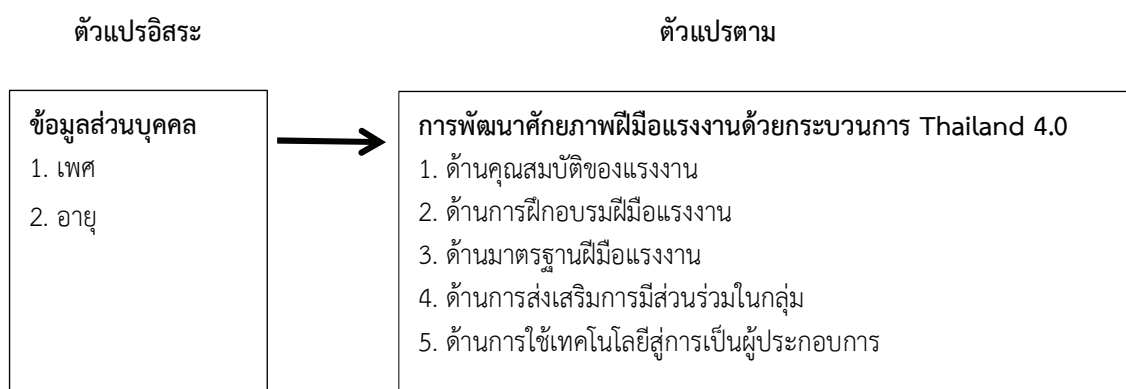 ตัวแปรอิสระ
ตัวแปรตาม
ข้อมูลส่วนบุคคล
1. เพศ
2. อายุ
การพัฒนาศักยภาพฝีมือแรงงานด้วยกระบวนการ Thailand 4.0
1. ด้านคุณสมบัติของแรงงาน
2. ด้านการฝึกอบรมฝีมือแรงงาน
3. ด้านมาตรฐานฝีมือแรงงาน
4. ด้านการส่งเสริมการมีส่วนร่วมในกลุ่ม
5. ด้านการใช้เทคโนโลยีสู่การเป็นผู้ประกอบการ